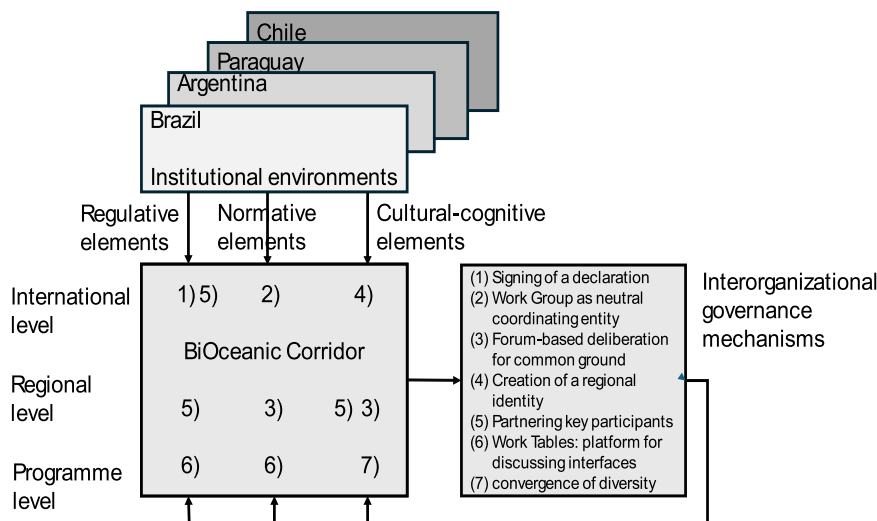 Chile
Paraguay
Argentina
Brazil
Institutional environments
Regulative
elements
Normative
elements
Cultural-cognitive
elements
International
level
1) 5) 2) 4)
BiOceanic Corridor
Regional
level
5) 3) 5) 3)
Programme
level
6) 6) 7)
(1) Signing of a declaration
(2) Work Group as neutral
coordinating entity
(3) Forum-based deliberation
for common ground
(4) Creation of a regional
identity
(5) Partnering key participants
(6) Work Tables: platform for
discussing interfaces
(7) convergence of diversity
Interorganizational
governance
mechanisms